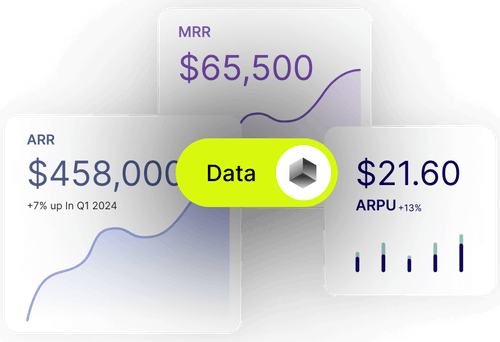 MRR
$65,500
ARR
$458,000
+7% up In Q1 2024
Data
$21.60
ARPU +13%